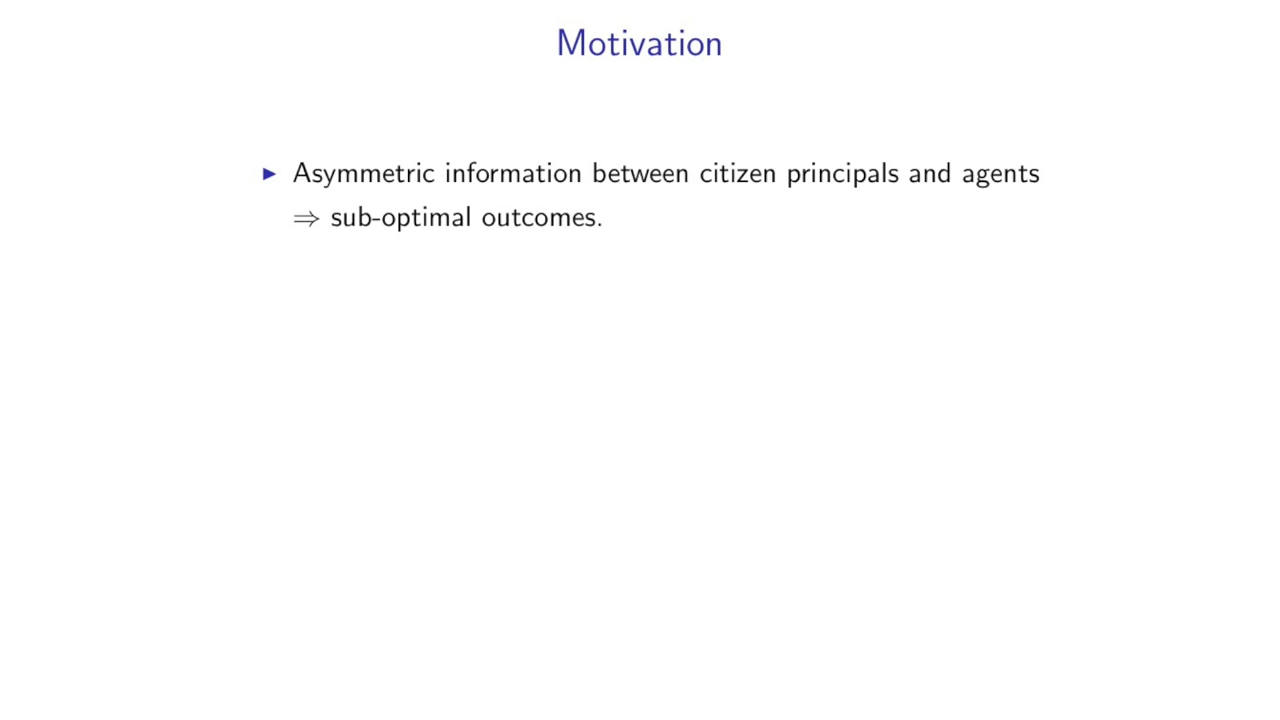 Motivation
▶ Asymmetric information between citizen principals and agents
⇒ sub-optimal outcomes.